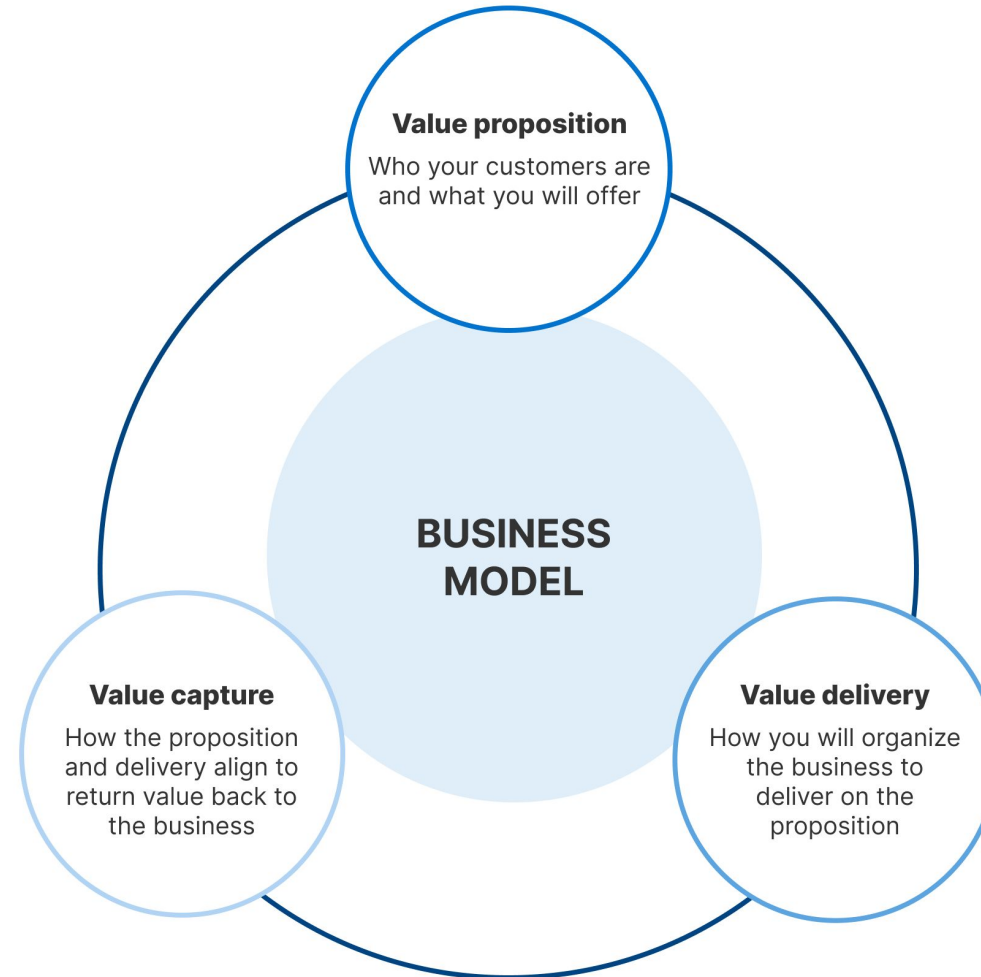 Value proposition
Who your customers are
and what you will offer
BUSINESS
MODEL
Value capture
How the proposition
and delivery align to
return value back to
the business
Value delivery
How you will organize
the business to
deliver on the
proposition